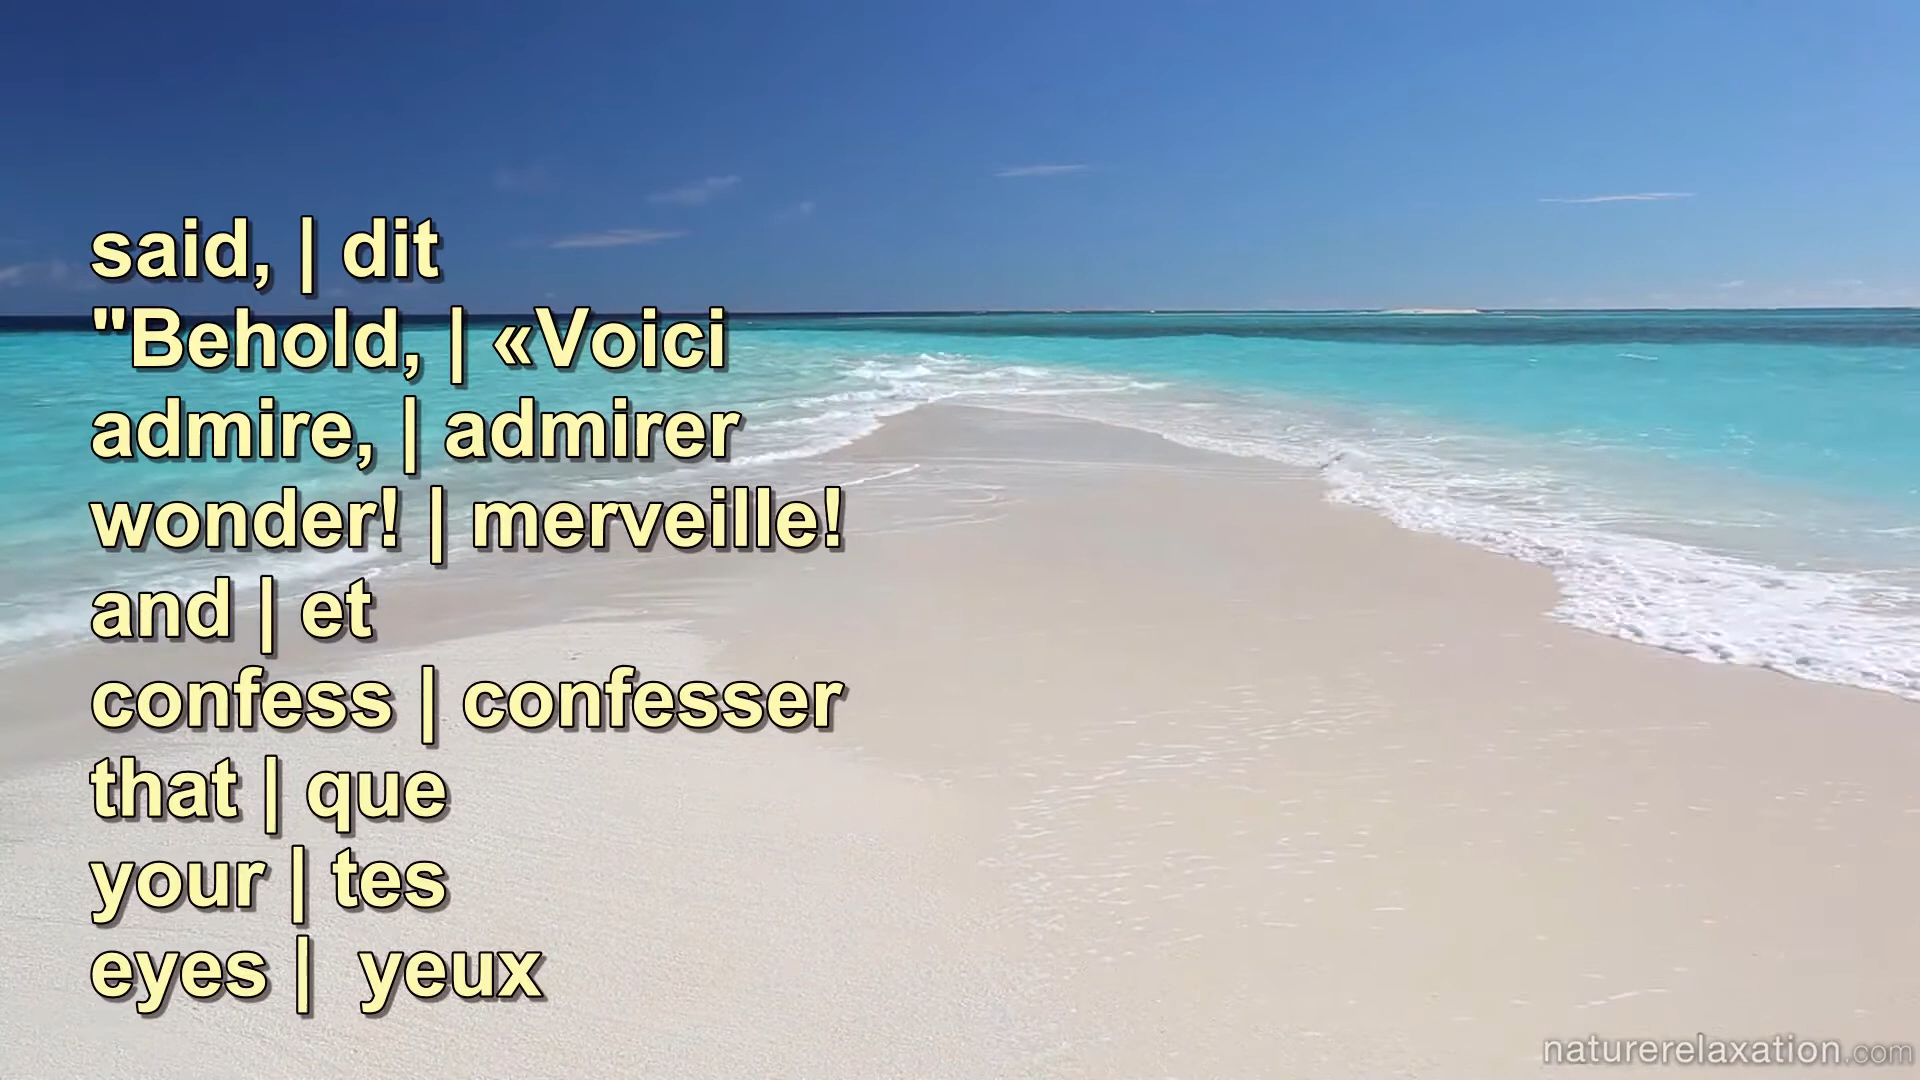 said, | dit
"Behold, | «Voici
admire, | admirer
wonder! | merveille!
and | et
confess | confesser
that | que
your | tes
eyes |  yeux
naturerelaxation.com